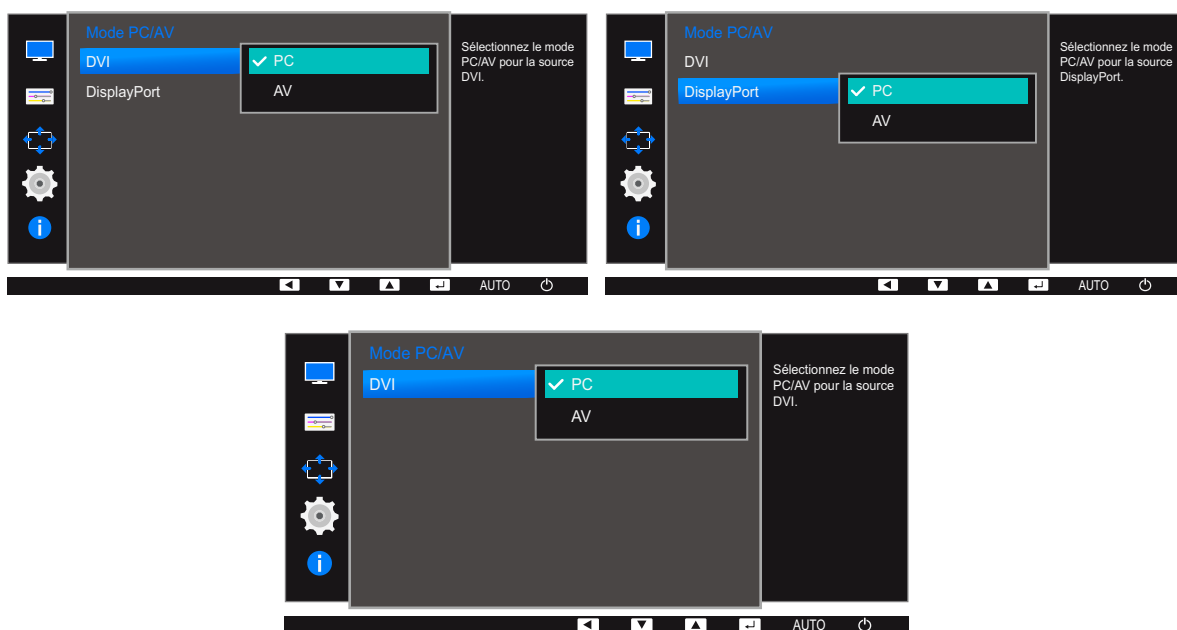 Mode PC/AV
DVI
PC
DisplayPort
AV
Sélectionnez le mode
PC/AV pour la source
DVI.
AUTO
Mode PC/AV
DVI
DisplayPort
PC
AV
Sélectionnez le mode
PC/AV pour la source
DisplayPort.
AUTO
Mode PC/AV
DVI
PC
AV
Sélectionnez le mode
PC/AV pour la source
DVI.
AUTO